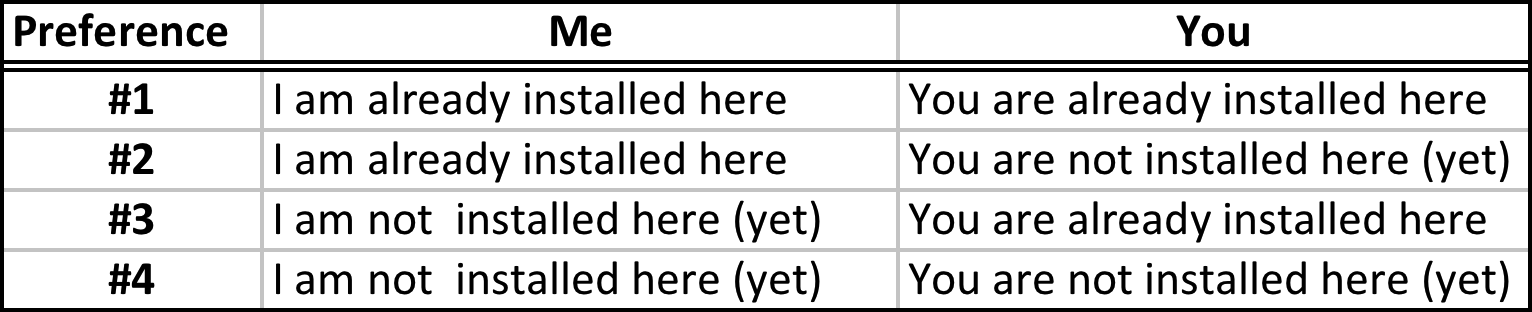 Preference Me You
#1 I am already installed here You are already installed here
#2 I am already installed here You are not installed here (yet)
#3 I am not  installed here (yet) You are already installed here
#4 I am not  installed here (yet) You are not installed here (yet)